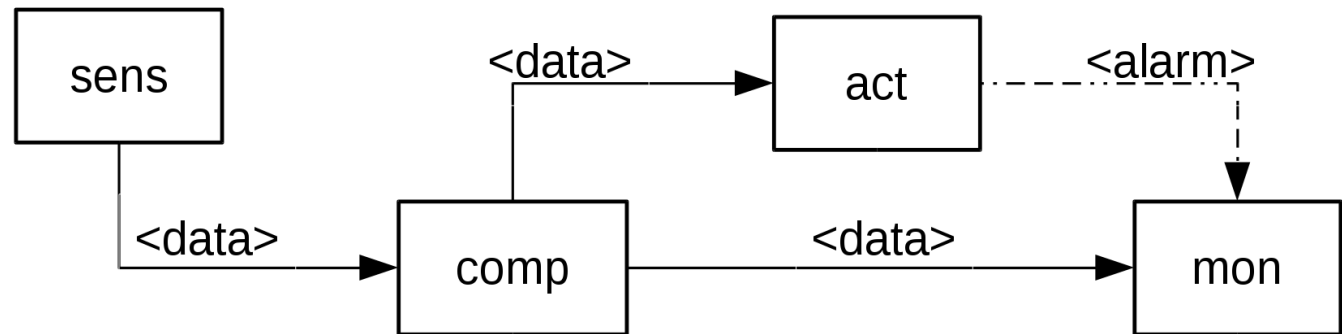 sens
<data>
act
<alarm>
<data>
comp
<data>
mon